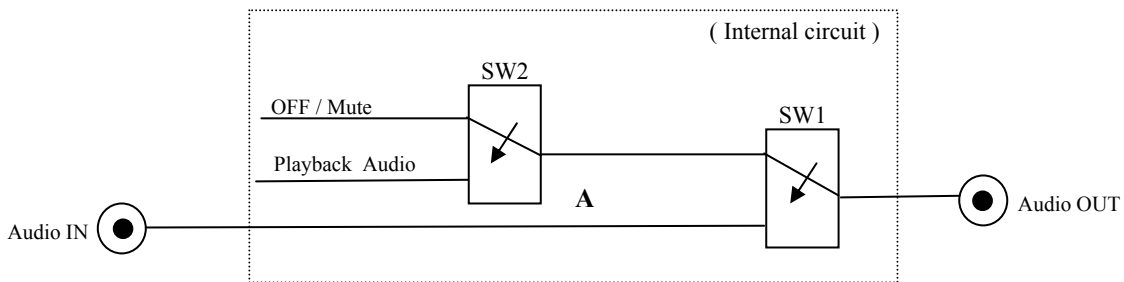 ( Internal circuit )
SW2
OFF / Mute
SW1
Playback Audio
A
Audio IN
Audio OUT